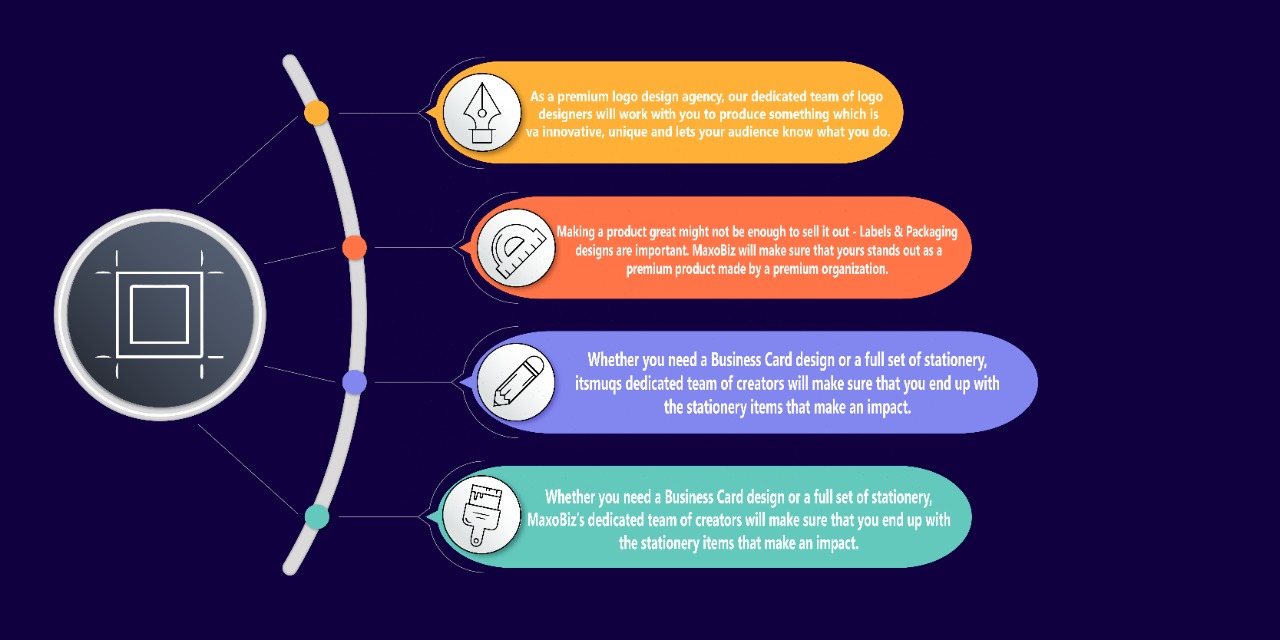 As a premium logo design agency, our dedicated team of logo
designers will work with you to produce something which is
va innovative, unique and lets your audience know what you do.
Making a product great might not be enough to sell it out - Labels & Packaging
designs are important. MaxoBiz will make sure that yours stands out as a
premium product made by a premium organization.
Whether you need a Business Card design or a full set of stationery,
itsmuqs dedicated team of creators will make sure that you end up with
the stationery items that make an impact.
Whether you need a Business Card design or a full set of stationery,
MaxoBiz's dedicated team of creators will make sure that you end up with
the stationery items that make an impact.